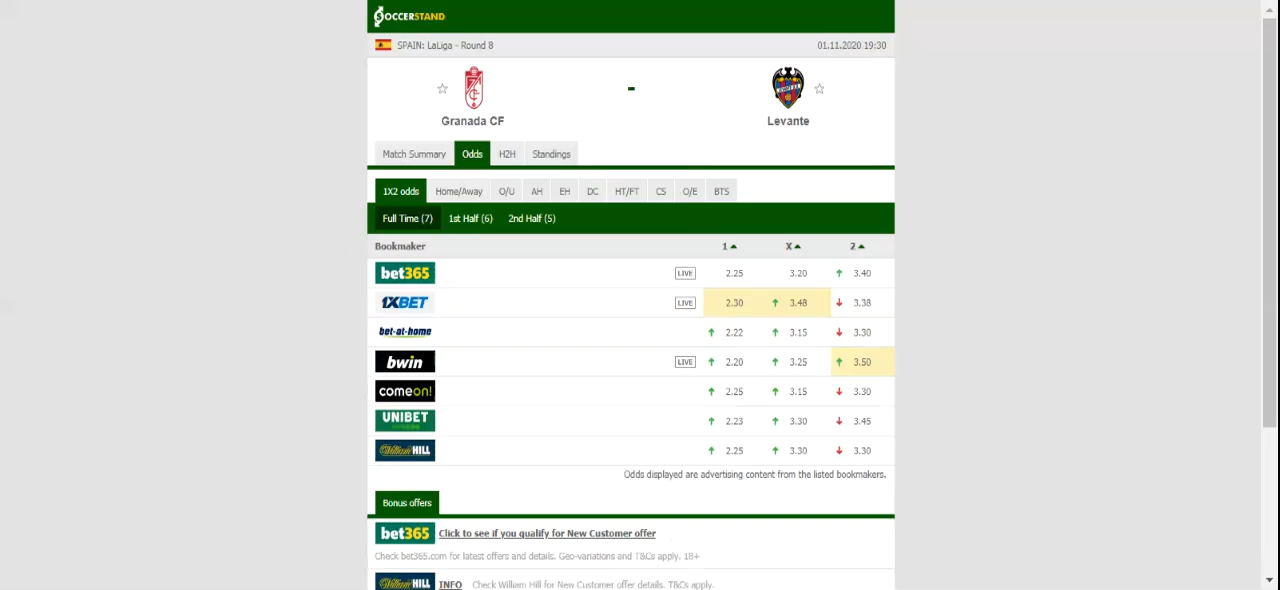 SOCCERSTAND
SPAIN: LaLiga - Round 8 01.11.2020 19:30
-
Granada CF Levante
Match Summary Odds H2H Standings
1X2 odds Home/Away O/U AH EH DC HT/FT CS O/E BTS
Full Time (7) 1st Half (6) 2nd Half (5)
Bookmaker 1 X 2
bet365 LIVE 2.25 3.20 3.40
1XBET LIVE 2.30 3.48 3.38
bet-at-home 2.22 3.15 3.30
bwin LIVE 2.20 3.25 3.50
comeon! 2.25 3.15 3.30
UNIBET 2.23 3.30 3.45
William HILL 2.25 3.30 3.30
Odds displayed are advertising content from the listed bookmakers.
Bonus offers
bet365 Click to see if you qualify for New Customer offer
Check bet365.com for latest offers and details. Geo-variations and T&Cs apply. 18+
William HILL INFO Check William Hill for New Customer offer details. T&Cs apply.